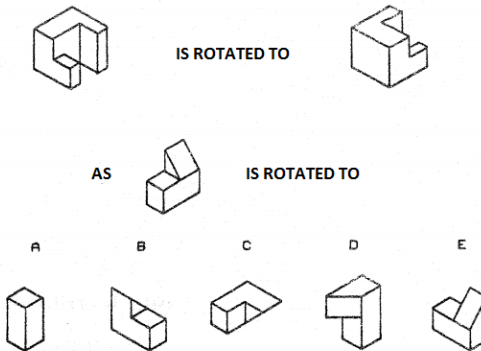 IS ROTATED TO
AS IS ROTATED TO
A B C D E